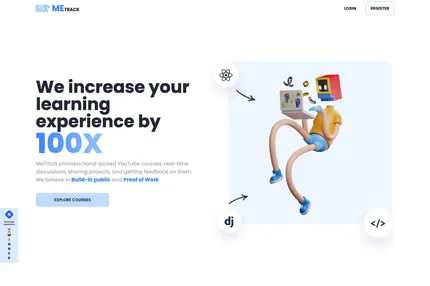 METRACK
LOGIN
REGISTER
We increase your
learning
experience by
100X
MeTrack provides hand-picked YouTube courses, real-time
discussions, sharing projects, and getting feedback on them.
We believe in Build-in public and Proof of Work.
EXPLORE COURSES
dj
</>
WINNER